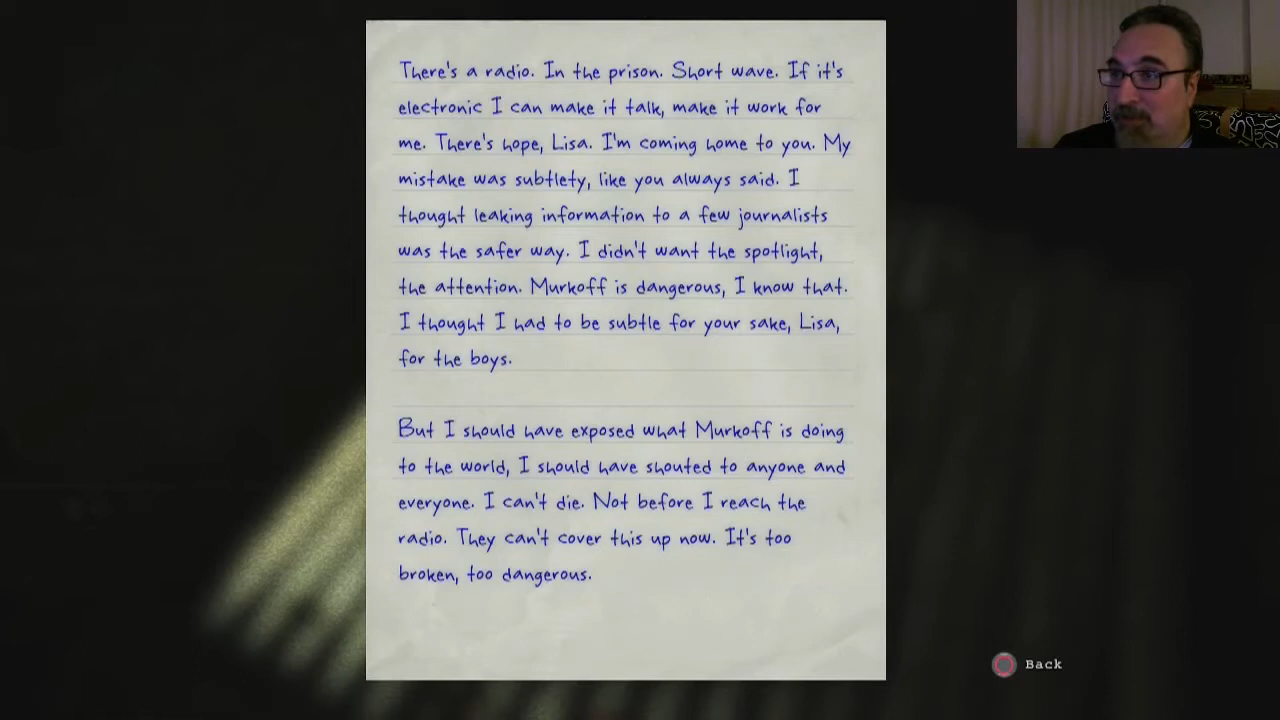 There's a radio. In the prison. Short wave. If it's
electronic I can make it talk, make it work for
me. There's hope, Lisa. I'm coming home to you. My
mistake was subtlety, like you always said. I
thought leaking information to a few journalists
was the safer way. I didn't want the spotlight,
the attention. Murkoff is dangerous, I know that.
I thought I had to be subtle for your sake, Lisa,
for the boys.
But I should have exposed what Murkoff is doing
to the world, I should have shouted to anyone and
everyone. I can't die. Not before I reach the
radio. They can't cover this up now. It's too
broken, too dangerous.
Back